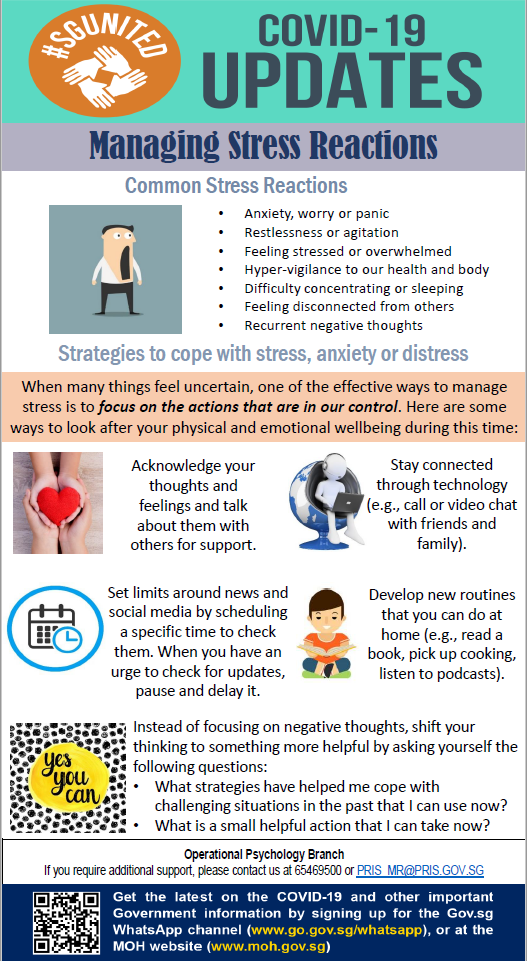 #SGUNITED
COVID-19
UPDATES
Managing Stress Reactions
Common Stress Reactions
• Anxiety, worry or panic
• Restlessness or agitation
• Feeling stressed or overwhelmed
• Hyper-vigilance to our health and body
• Difficulty concentrating or sleeping
• Feeling disconnected from others
• Recurrent negative thoughts
Strategies to cope with stress, anxiety or distress
When many things feel uncertain, one of the effective ways to manage
stress is to focus on the actions that are in our control. Here are some
ways to look after your physical and emotional wellbeing during this time:
Acknowledge your
thoughts and
feelings and talk
about them with
others for support.
Stay connected
through technology
(e.g., call or video chat
with friends and
family).
Set limits around news and
social media by scheduling
a specific time to check
them. When you have an
urge to check for updates,
pause and delay it.
Develop new routines
that you can do at
home (e.g., read a
book, pick up cooking,
listen to podcasts).
yes
you
can
Instead of focusing on negative thoughts, shift your
thinking to something more helpful by asking yourself the
following questions:
• What strategies have helped me cope with
challenging situations in the past that I can use now?
• What is a small helpful action that I can take now?
Operational Psychology Branch
If you require additional support, please contact us at 65469500 or PRIS_MR@PRIS.GOV.SG
Get the latest on the COVID-19 and other important
Government information by signing up for the Gov.sg
WhatsApp channel (www.go.gov.sg/whatsapp), or at the
MOH website (www.moh.gov.sg)